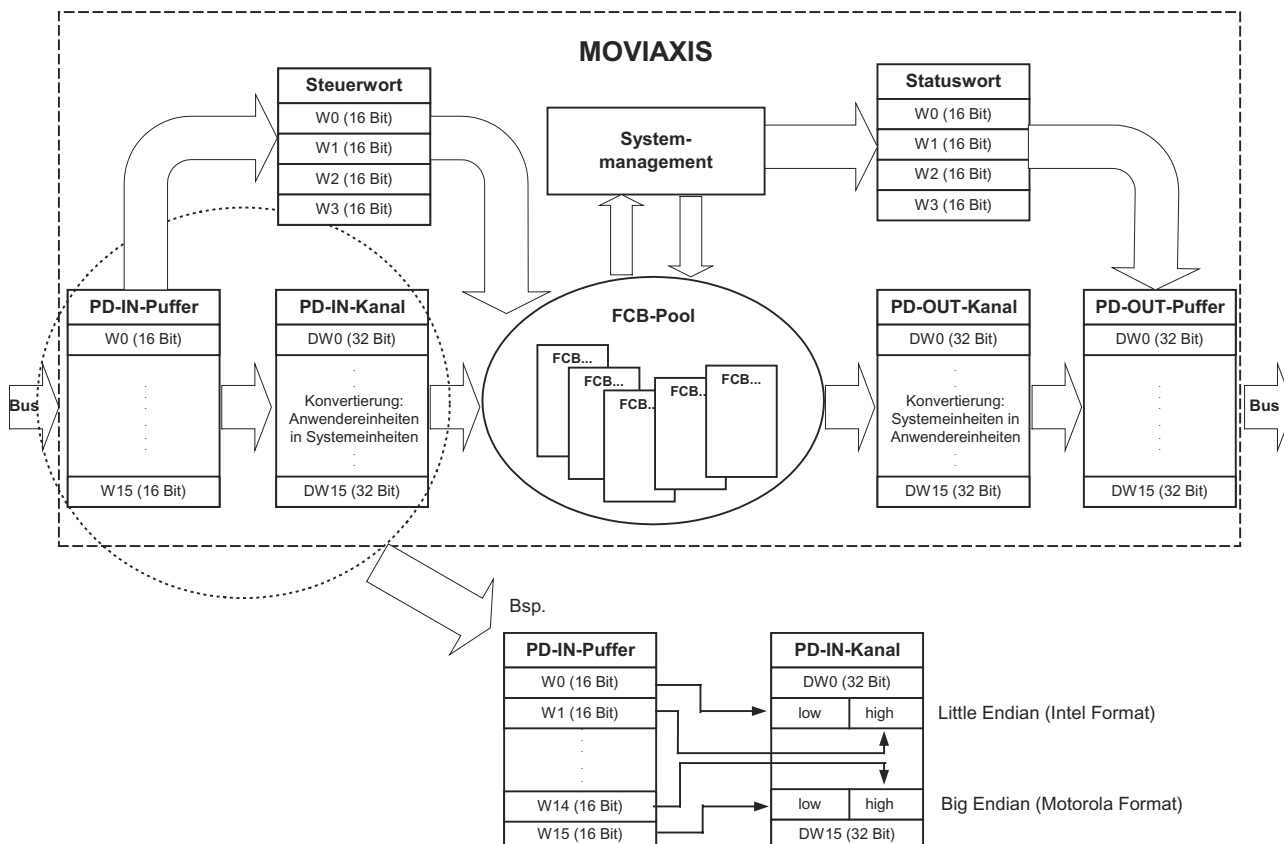 MOVIAXIS
Steuerwort
W0 (16 Bit)
W1 (16 Bit)
W2 (16 Bit)
W3 (16 Bit)
System-
management
Statuswort
W0 (16 Bit)
W1 (16 Bit)
W2 (16 Bit)
W3 (16 Bit)
Bus
PD-IN-Puffer
W0 (16 Bit)
W15 (16 Bit)
PD-IN-Kanal
DW0 (32 Bit)
Konvertierung:
Anwendereinheiten
in Systemeinheiten
DW15 (32 Bit)
FCB-Pool
FCB...
FCB...
FCB..
FCB...
FCB...
PD-OUT-Kanal
DW0 (32 Bit)
Konvertierung:
Systemeinheiten in
Anwendereinheiten
DW15 (32 Bit)
PD-OUT-Puffer
DW0 (32 Bit)
DW15 (32 Bit)
Bus
Bsp.
PD-IN-Puffer
W0 (16 Bit)
W1 (16 Bit)
W14 (16 Bit)
W15 (16 Bit)
PD-IN-Kanal
DW0 (32 Bit)
low high
Little Endian (Intel Format)
low high
Big Endian (Motorola Format)
DW15 (32 Bit)